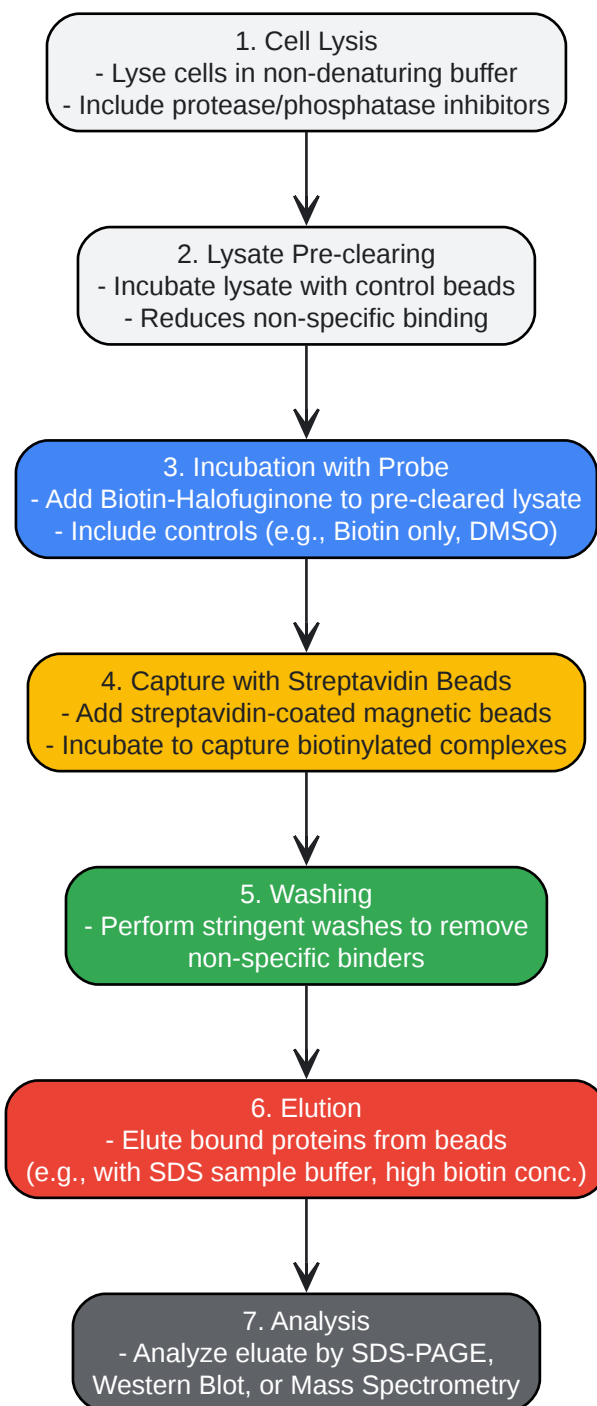 1. Cell Lysis
- Lyse cells in non-denaturing buffer
- Include protease/phosphatase inhibitors
2. Lysate Pre-clearing
- Incubate lysate with control beads
- Reduces non-specific binding
3. Incubation with Probe
- Add Biotin-Halofuginone to pre-cleared lysate
- Include controls (e.g., Biotin only, DMSO)
4. Capture with Streptavidin Beads
- Add streptavidin-coated magnetic beads
- Incubate to capture biotinylated complexes
5. Washing
- Perform stringent washes to remove
non-specific binders
6. Elution
- Elute bound proteins from beads
(e.g., with SDS sample buffer, high biotin conc.)
7. Analysis
- Analyze eluate by SDS-PAGE,
Western Blot, or Mass Spectrometry